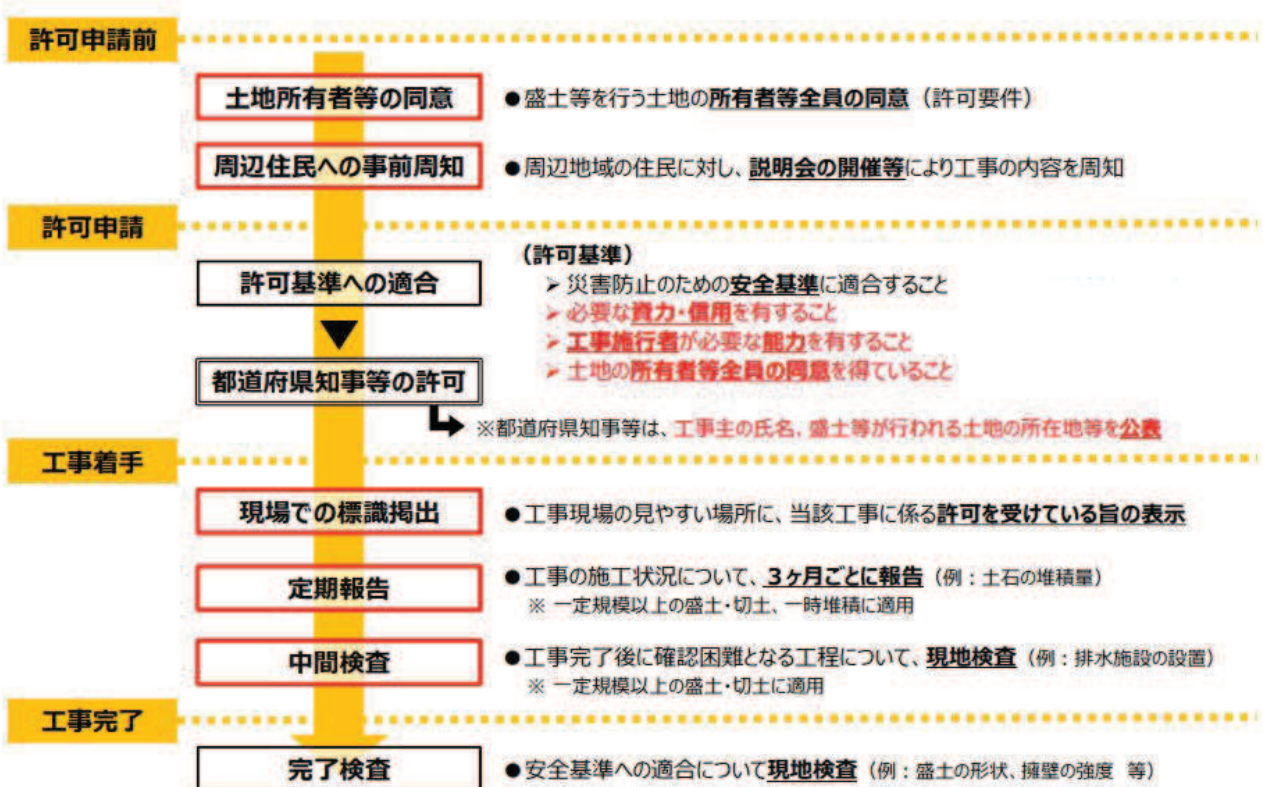 許可申請前
土地所有者等の同意
●盛土等を行う土地の所有者等全員の同意（許可要件）
周辺住民への事前周知
●周辺地域の住民に対し、説明会の開催等により工事の内容を周知
許可申請
（許可基準）
許可基準への適合
➢災害防止のための安全基準に適合すること
➢必要な資力・信用を有すること
➢工事施行者が必要な能力を有すること
➢土地の所有者等全員の同意を得ていること
都道府県知事等の許可
※都道府県知事等は、工事主の氏名、盛土等が行われる土地の所在地等を公表
工事着手
現場での標識掲出
●工事現場の見やすい場所に、当該工事に係る許可を受けている旨の表示
定期報告
●工事の施工状況について、３ヶ月ごとに報告（例：土石の堆積量）
※ 一定規模以上の盛土・切土、一時堆積に適用
中間検査
●工事完了後に確認困難となる工程について、現地検査（例：排水施設の設置）
※ 一定規模以上の盛土・切土に適用
工事完了
完了検査
●安全基準への適合について現地検査（例：盛土の形状、擁壁の強度 等）